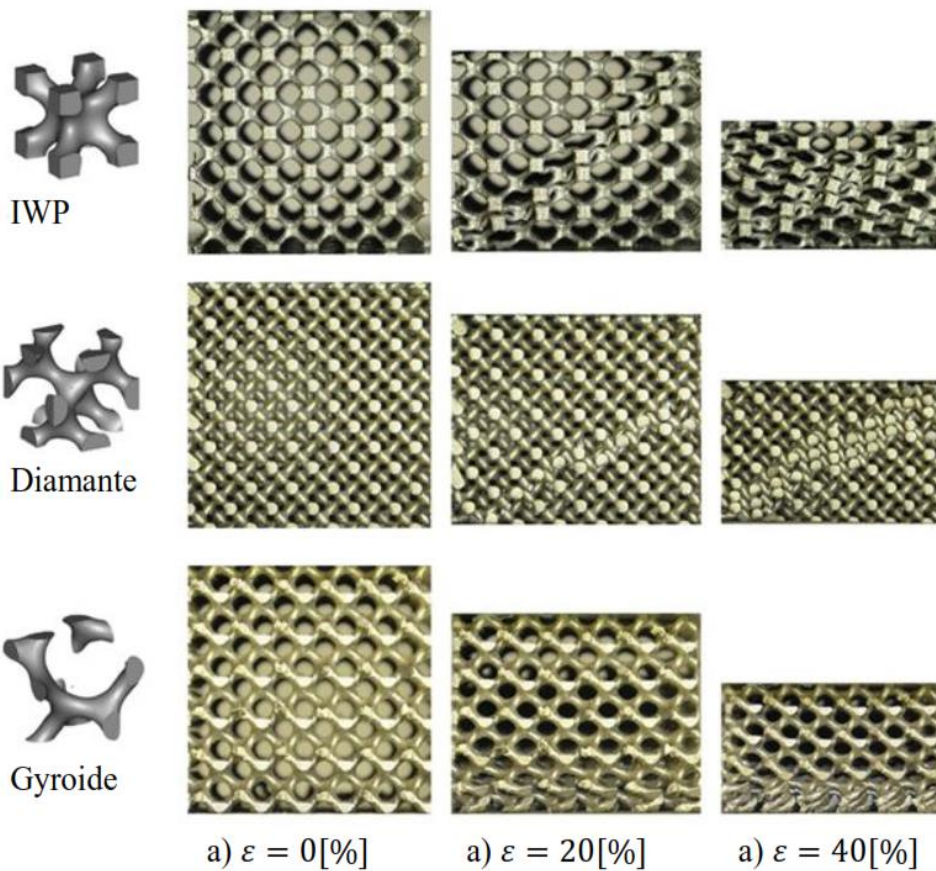 IWP
Diamante
Gyroide
a) 𝜀 = 0[%]
a) 𝜀 = 20[%]
a) 𝜀 = 40[%]